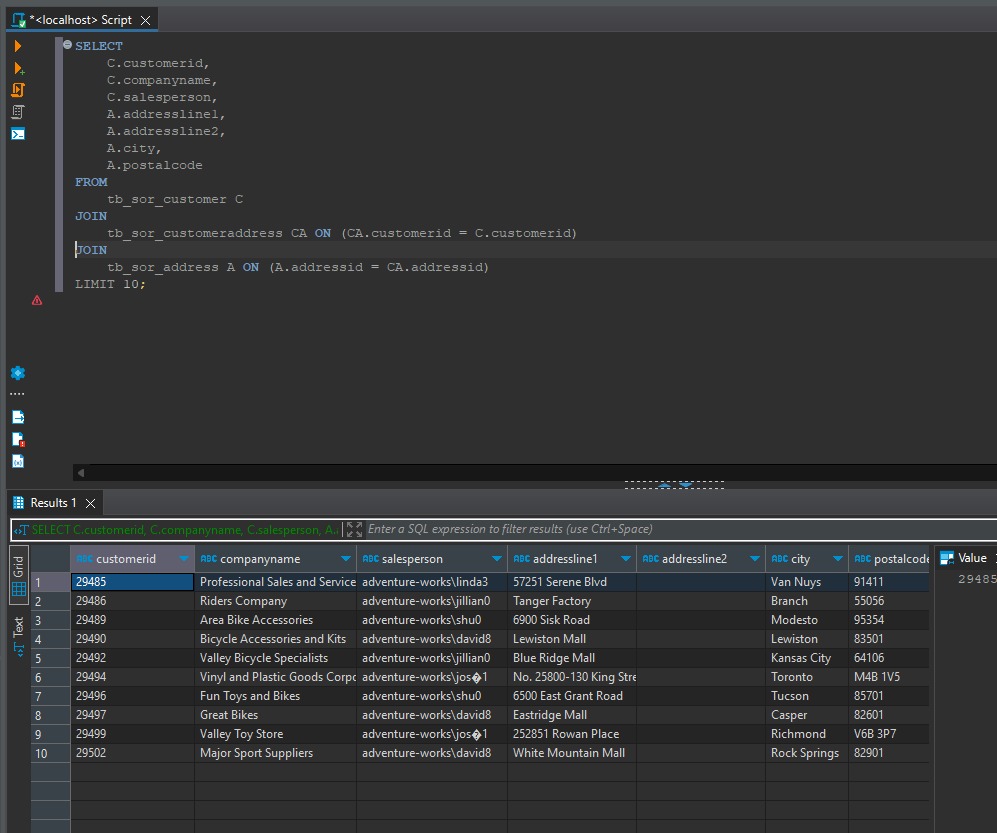 *<localhost> Script
SELECT
C.customerid,
C.companyname,
C.salesperson,
A.addressline1,
A.addressline2,
A.city,
A.postalcode
FROM
tb_sor_customer C
JOIN
tb_sor_customeraddress CA ON (CA.customerid = C.customerid)
JOIN
tb_sor_address A ON (A.addressid = CA.addressid)
LIMIT 10;
Results 1
SELECT C.customerid, C.companyname, C.salesperson, A. Enter a SQL expression to filter results (use Ctrl+Space)
Grid
Text
ABC customerid ABC companyname ABC salesperson ABC addressline1 ABC addressline2 ABC city ABC postalcode Value
1 29485 Professional Sales and Service adventure-works\linda3 57251 Serene Blvd Van Nuys 91411 29485
2 29486 Riders Company adventure-works\jillian0 Tanger Factory Branch 55056
3 29489 Area Bike Accessories adventure-works\shu0 6900 Sisk Road Modesto 95354
4 29490 Bicycle Accessories and Kits adventure-works\david8 Lewiston Mall Lewiston 83501
5 29492 Valley Bicycle Specialists adventure-works\jillian0 Blue Ridge Mall Kansas City 64106
6 29494 Vinyl and Plastic Goods Corpo adventure-works\jos�1 No. 25800-130 King Stre Toronto M4B 1V5
7 29496 Fun Toys and Bikes adventure-works\shu0 6500 East Grant Road Tucson 85701
8 29497 Great Bikes adventure-works\david8 Eastridge Mall Casper 82601
9 29499 Valley Toy Store adventure-works\jos�1 252851 Rowan Place Richmond V6B 3P7
10 29502 Major Sport Suppliers adventure-works\david8 White Mountain Mall Rock Springs 82901